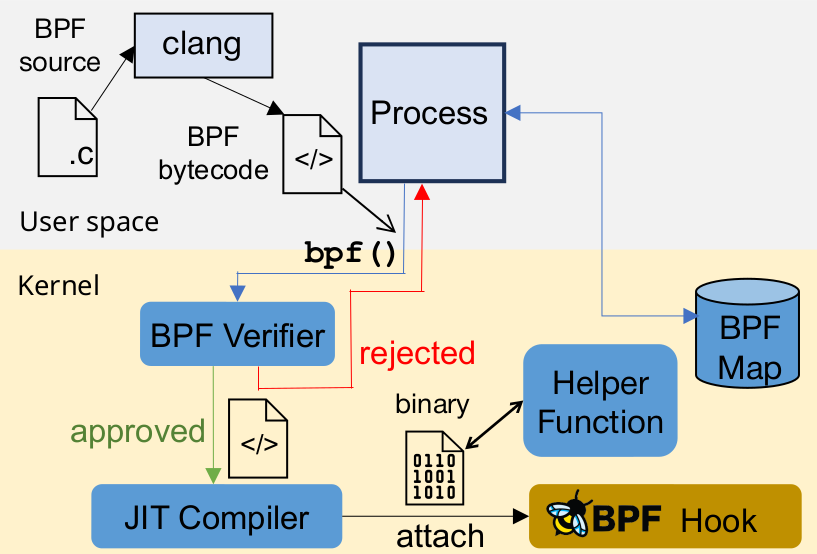 BPF
source
clang
.c
BPF
bytecode
</>
Process
User space
bpf()
Kernel
BPF Verifier
rejected
BPF
Map
approved
</>
binary
0110
1001
1010
Helper
Function
JIT Compiler
attach
BPF Hook